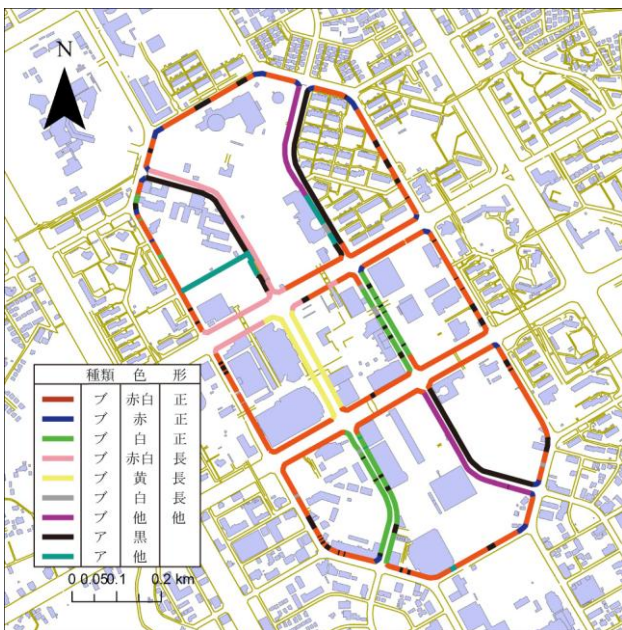 N
種類 色 形
ブ 赤白 正
ブ 赤 正
ブ 白 正
ブ 赤白 長
ブ 黄 長
ブ 白 長
ブ 他 他
ア 黒
ア 他
0 0.050.1 0.2 km